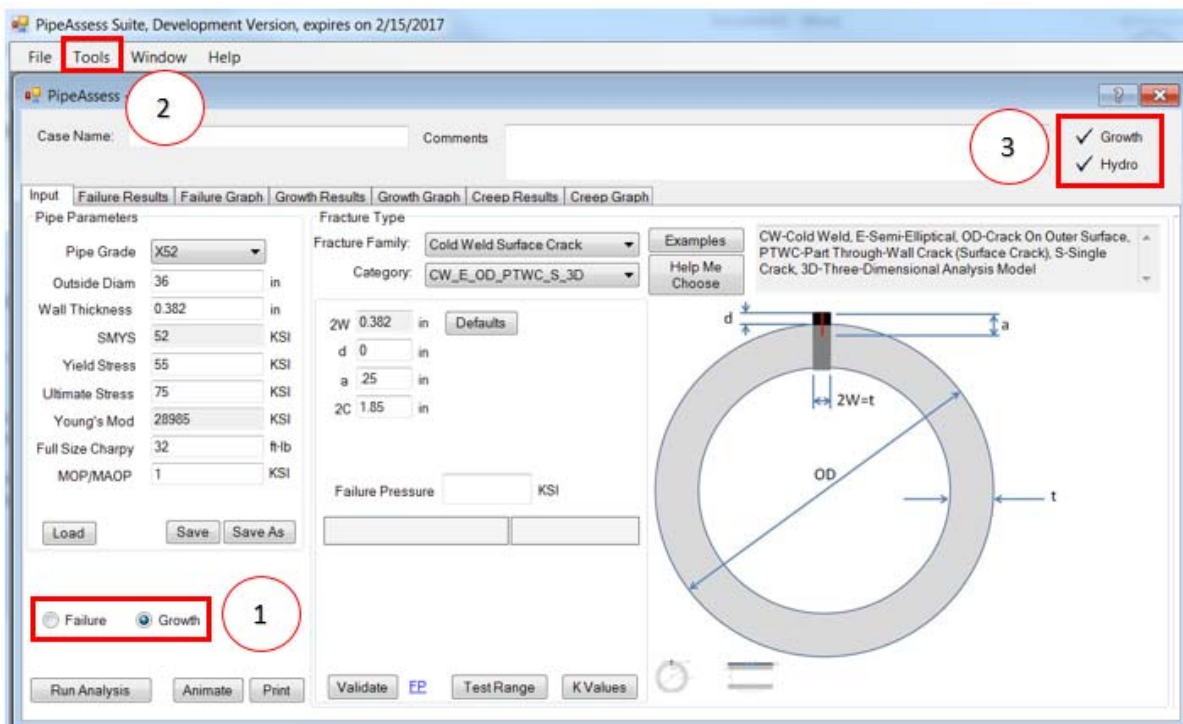 PipeAssess Suite, Development Version, expires on 2/15/2017
File Tools Window Help
PipeAssess
2
Case Name:
Comments
3
Growth
Hydro
Input Failure Results Failure Graph Growth Results Growth Graph Creep Results Creep Graph
Pipe Parameters
Pipe Grade X52
Outside Diam 36 in
Wall Thickness 0.382 in
SMYS 52 KSI
Yield Stress 55 KSI
Ultimate Stress 75 KSI
Young's Mod 28985 KSI
Full Size Charpy 32 ft-lb
MOP/MAOP 1 KSI
Load Save Save As
Failure Growth
1
Run Analysis Animate Print
Fracture Type
Fracture Family: Cold Weld Surface Crack Examples
Category: CW_E_OD_PTWC_S_3D Help Me Choose
2W 0.382 in Defaults
d 0 in
a 25 in
2C 1.85 in
Failure Pressure KSI
Validate FP Test Range K Values
CW-Cold Weld, E-Semi-Elliptical, OD-Crack On Outer Surface,
PTWC-Part Through-Wall Crack (Surface Crack), S-Single
Crack, 3D-Three-Dimensional Analysis Model
d
a
2W=t
OD
t